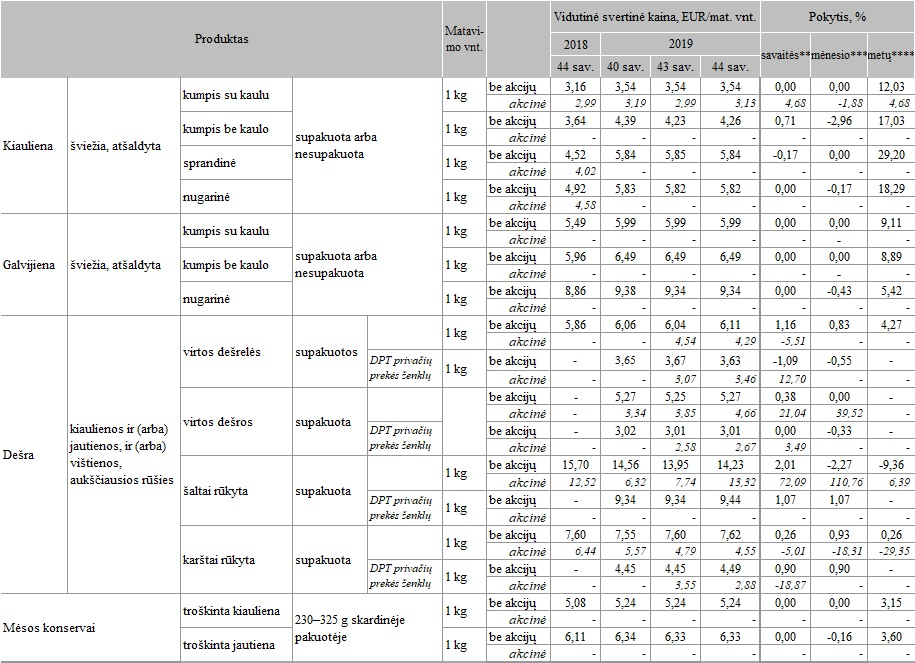 Produktas Matavi- mo vnt. Vidutinė svertinė kaina, EUR/mat. vnt. Pokytis, %
2018 2019 savaitės** mėnesio*** metų****
44 sav. 40 sav. 43 sav. 44 sav.
Kiauliena šviežia, atšaldyta kumpis su kaulu supakuota arba nesupakuota 1 kg be akcijų 3,16 3,54 3,54 3,54 0,00 0,00 12,03
akcinė 2,99 3,19 2,99 3,13 4,68 -1,88 4,68
kumpis be kaulo 1 kg be akcijų 3,64 4,39 4,23 4,26 0,71 -2,96 17,03
akcinė - - - - - - -
sprandinė 1 kg be akcijų 4,52 5,84 5,85 5,84 -0,17 0,00 29,20
akcinė 4,02 - - - - - -
nugarinė 1 kg be akcijų 4,92 5,83 5,82 5,82 0,00 -0,17 18,29
akcinė 4,58 - - - - - -
Galvijiena šviežia, atšaldyta kumpis su kaulu supakuota arba nesupakuota 1 kg be akcijų 5,49 5,99 5,99 5,99 0,00 0,00 9,11
akcinė - - - - - - -
kumpis be kaulo 1 kg be akcijų 5,96 6,49 6,49 6,49 0,00 0,00 8,89
akcinė - - - - - - -
nugarinė 1 kg be akcijų 8,86 9,38 9,34 9,34 0,00 -0,43 5,42
akcinė - - - - - - -
Dešra kiaulienos ir (arba) jautienos, ir (arba) vištienos, aukščiausios rūšies virtos dešrelės supakuotos 1 kg be akcijų 5,86 6,06 6,04 6,11 1,16 0,83 4,27
akcinė - - 4,54 4,29 -5,51 - -
DPT privačių prekės ženklų 1 kg be akcijų - 3,65 3,67 3,63 -1,09 -0,55 -
akcinė - - 3,07 3,46 12,70 - -
virtos dešros supakuota be akcijų - 5,27 5,25 5,27 0,38 0,00 -
akcinė - 3,34 3,85 4,66 21,04 39,52 -
DPT privačių prekės ženklų be akcijų - 3,02 3,01 3,01 0,00 -0,33 -
akcinė - - 2,58 2,67 3,49 - -
šaltai rūkyta supakuota 1 kg be akcijų 15,70 14,56 13,95 14,23 2,01 -2,27 -9,36
akcinė 12,52 6,32 7,74 13,32 72,09 110,76 6,39
DPT privačių prekės ženklų 1 kg be akcijų - 9,34 9,34 9,44 1,07 1,07 -
akcinė - - - - - - -
karštai rūkyta supakuota 1 kg be akcijų 7,60 7,55 7,60 7,62 0,26 0,93 0,26
akcinė 6,44 5,57 4,79 4,55 -5,01 -18,31 -29,35
DPT privačių prekės ženklų 1 kg be akcijų - 4,45 4,45 4,49 0,90 0,90 -
akcinė - - 3,55 2,88 -18,87 - -
Mėsos konservai troškinta kiauliena 230–325 g skardinėje pakuotėje 1 kg be akcijų 5,08 5,24 5,24 5,24 0,00 0,00 3,15
akcinė - - - - - - -
troškinta jautiena 1 kg be akcijų 6,11 6,34 6,33 6,33 0,00 -0,16 3,60
akcinė - - - - - - -